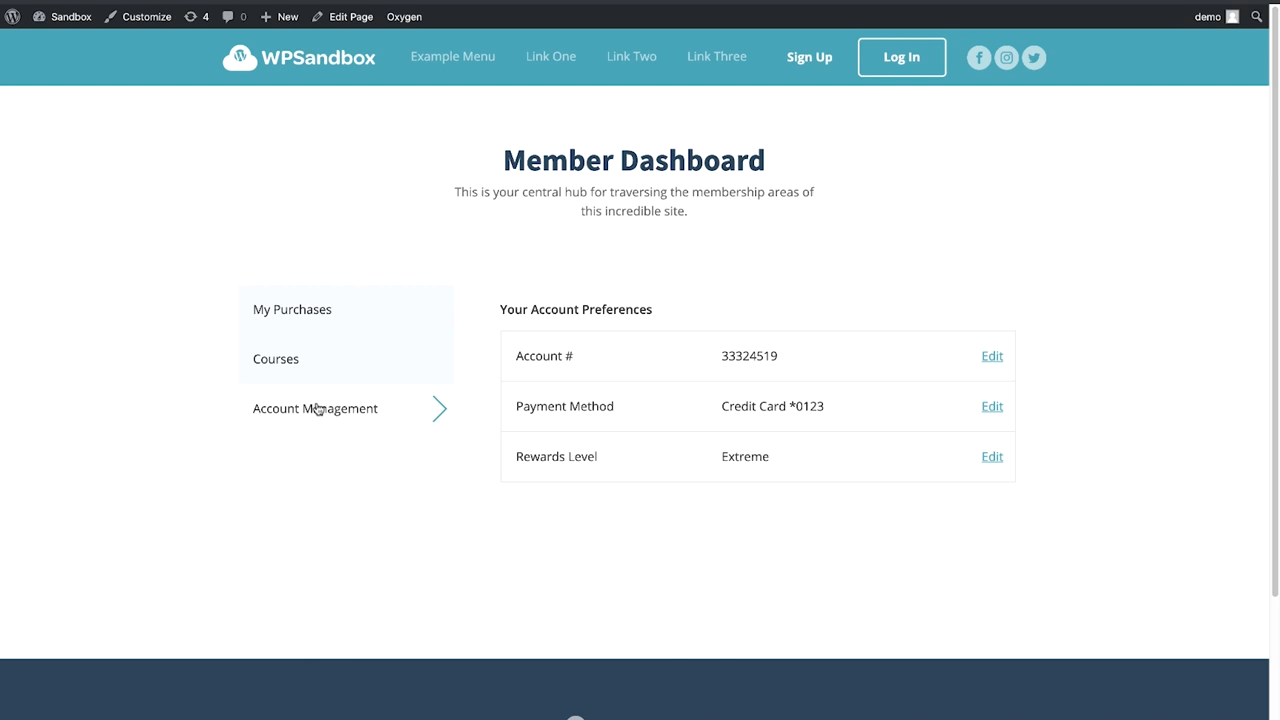 Sandbox Customize 4 0 New Edit Page Oxygen demo
WPSandbox Example Menu Link One Link Two Link Three Sign Up Log In
Member Dashboard
This is your central hub for traversing the membership areas of
this incredible site.
My Purchases
Courses
Account Management
Your Account Preferences
Account # 33324519 Edit
Payment Method Credit Card *0123 Edit
Rewards Level Extreme Edit